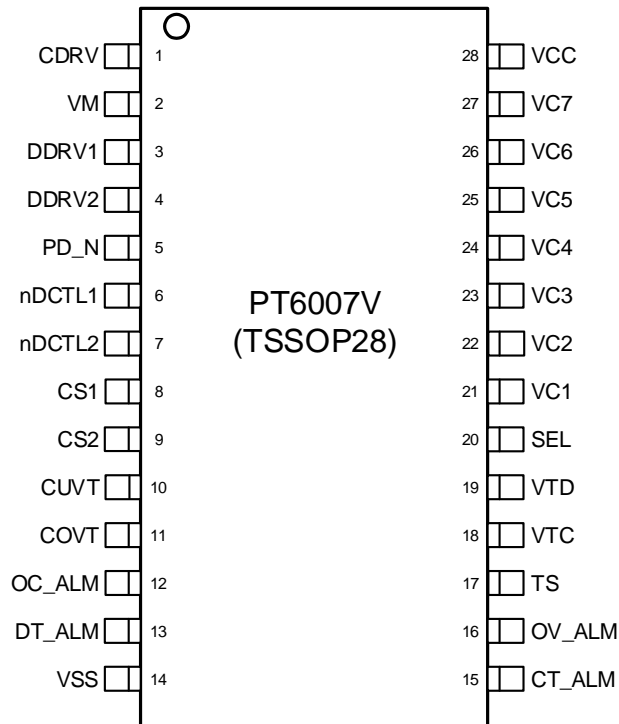 CDRV 1 28 VCC
VM 2 27 VC7
DDRV1 3 26 VC6
DDRV2 4 25 VC5
PD_N 5 24 VC4
nDCTL1 6 23 VC3
nDCTL2 7 22 VC2
PT6007V
(TSSOP28)
CS1 8 21 VC1
CS2 9 20 SEL
CUVT 10 19 VTD
COVT 11 18 VTC
OC_ALM 12 17 TS
DT_ALM 13 16 OV_ALM
VSS 14 15 CT_ALM